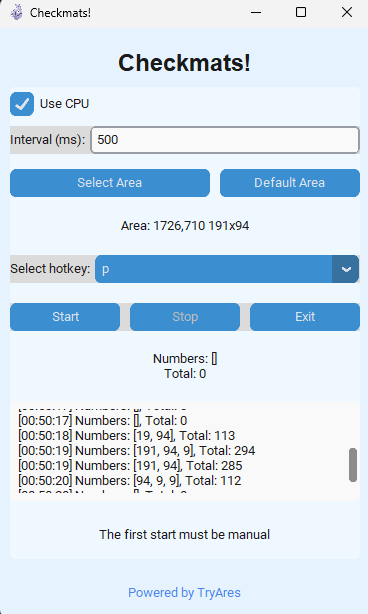 Checkmats!
Checkmats!
Use CPU
Interval (ms): 500
Select Area Default Area
Area: 1726,710 191x94
Select hotkey: p
Start Stop Exit
Numbers: []
Total: 0
[00:50:17] Numbers: [], Total: 0
[00:50:18] Numbers: [19, 94], Total: 113
[00:50:19] Numbers: [191, 94, 9], Total: 294
[00:50:19] Numbers: [191, 94], Total: 285
[00:50:20] Numbers: [94, 9, 9], Total: 112
The first start must be manual
Powered by TryAres